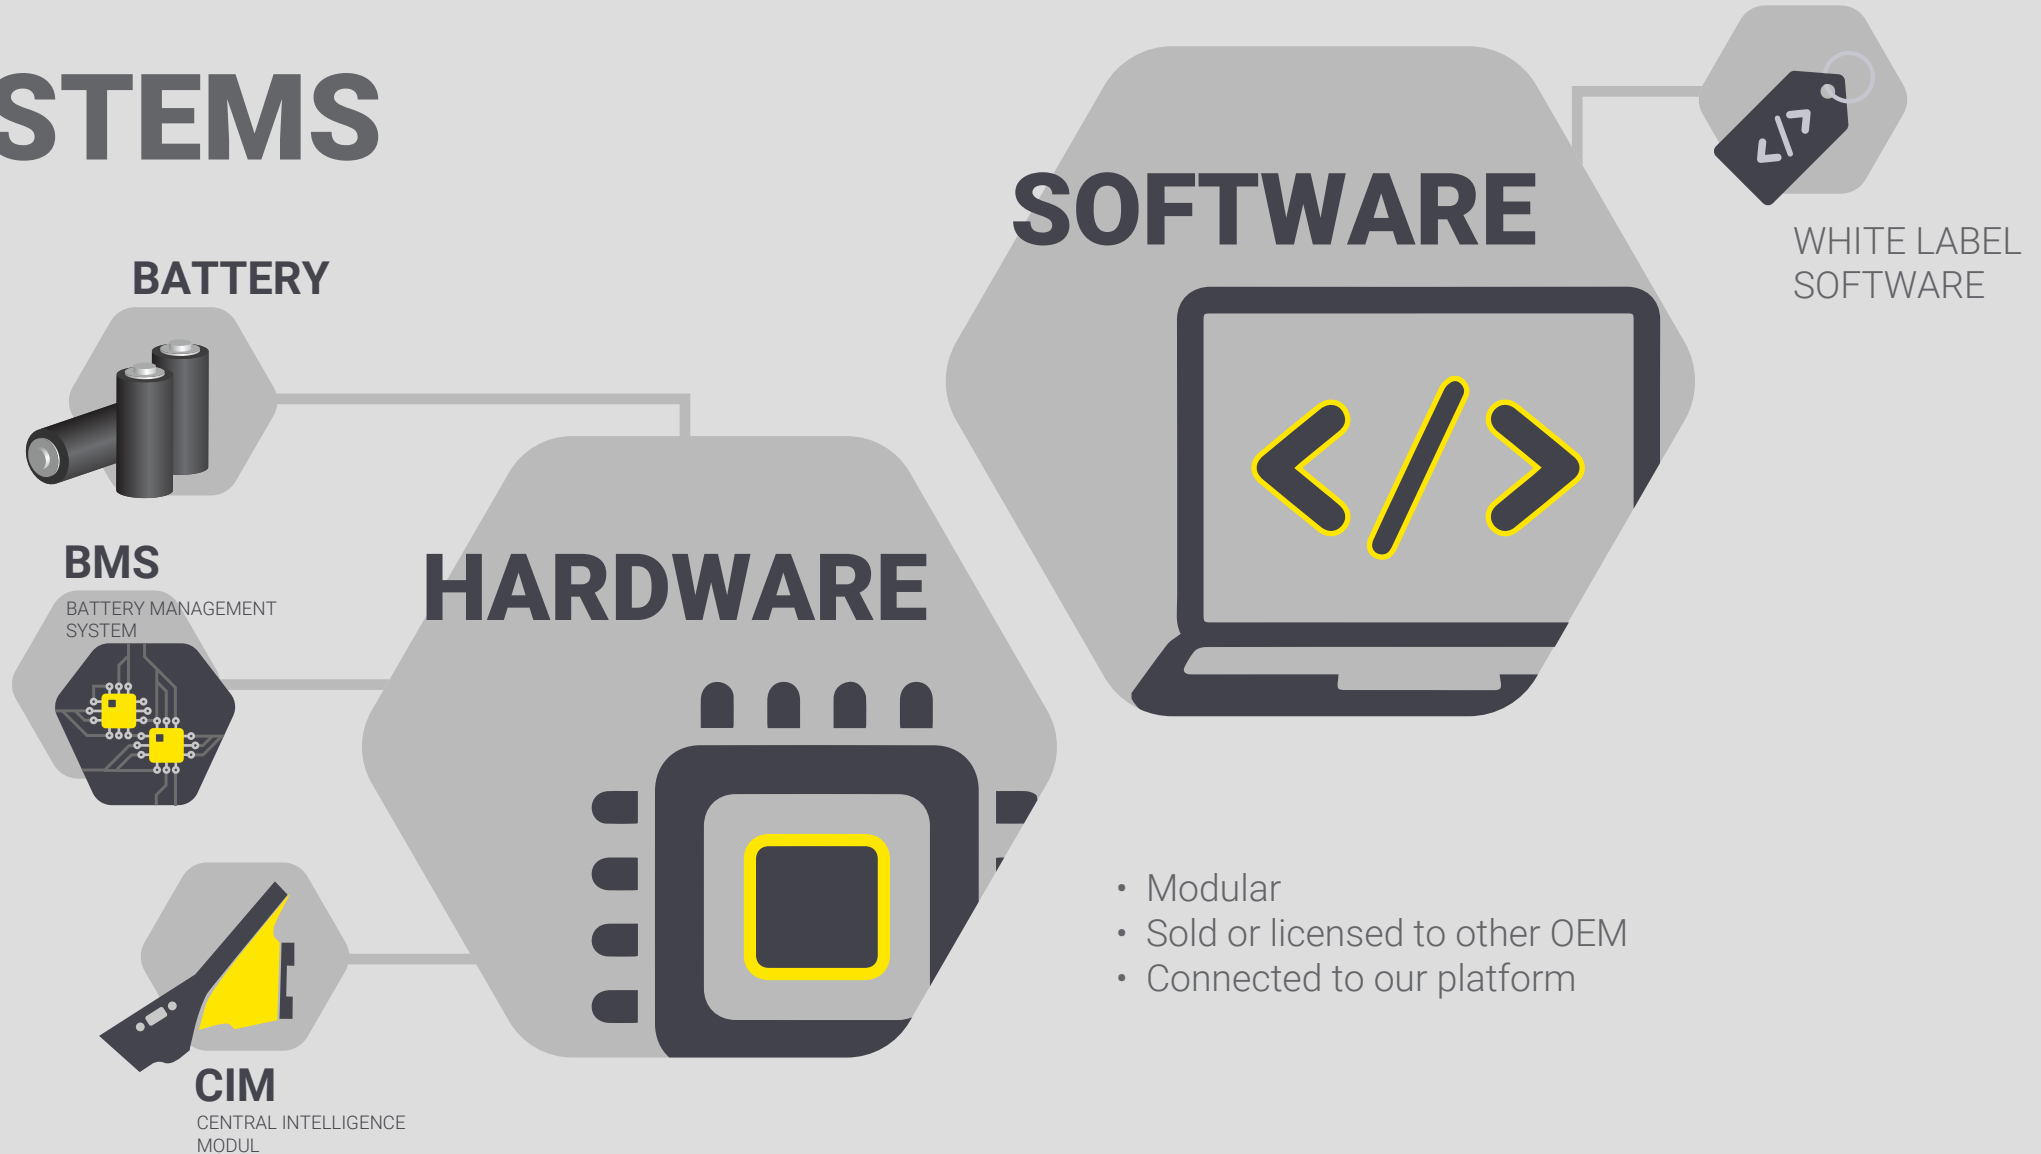 STEMS
BATTERY
BMS
BATTERY MANAGEMENT
SYSTEM
HARDWARE
CIM
CENTRAL INTELLIGENCE
MODUL
SOFTWARE
</>
WHITE LABEL
SOFTWARE
</>
• Modular
• Sold or licensed to other OEM
• Connected to our platform